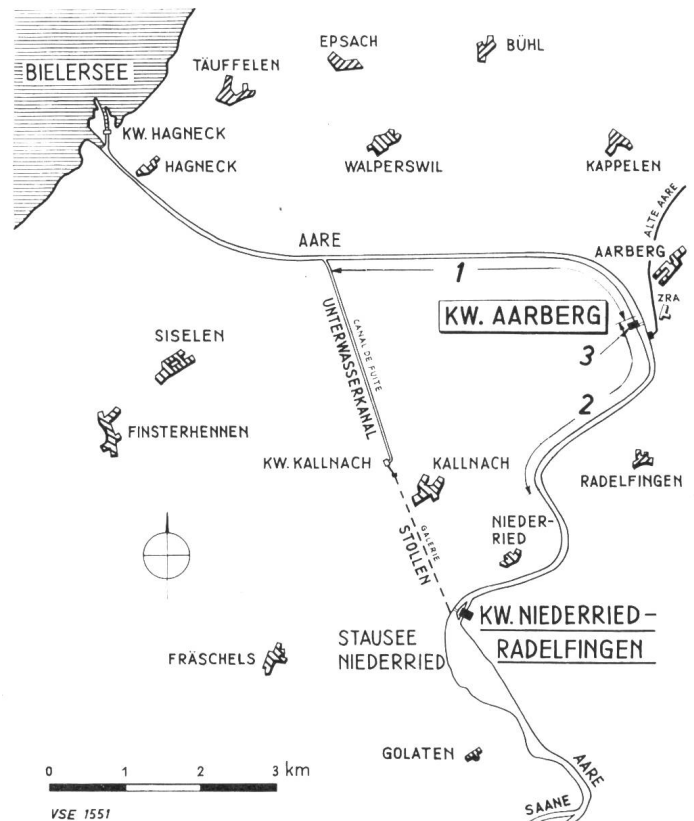 BIELERSEE
TÄUFFELEN
EPSACH
BÜHL
KW. HAGNECK
HAGNECK
WALPERSWIL
KAPPELEN
ALTE AARE
AARE
AARBERG
1
ZRA
KW. AARBERG
3
SISELEN
CANAL DE FUITE
UNTERWASSERKANAL
2
FINSTERHENNEN
KW. KALLNACH
KALLNACH
RADELFINGEN
NIEDER-
RIED
GALERIE
STOLLEN
KW. NIEDERRIED-
RADELFINGEN
STAUSEE
NIEDERRIED
FRÄSCHELS
GOLATEN
AARE
SAANE
0 1 2 3 km
VSE 1551